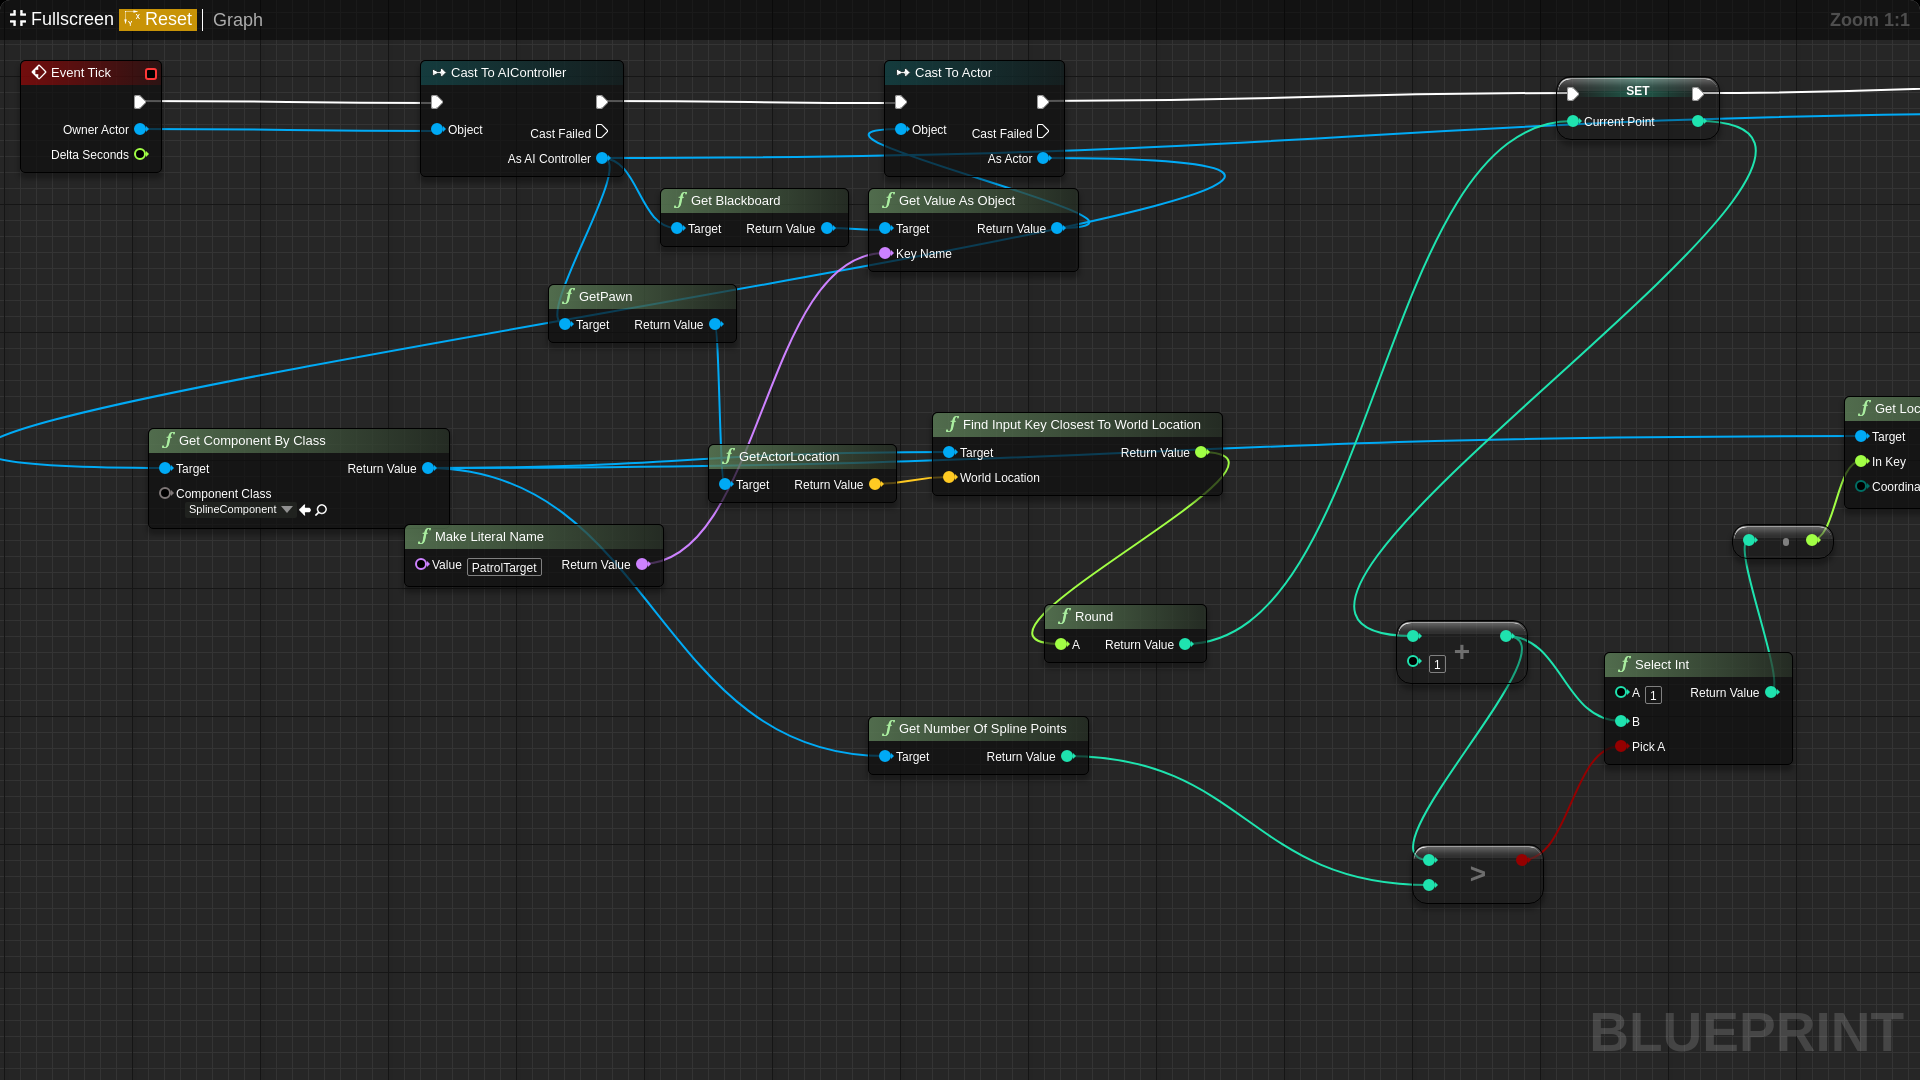 Fullscreen Reset Graph
Zoom 1:1
Event Tick
Owner Actor
Delta Seconds
Cast To AIController
Object
Cast Failed
As AI Controller
Cast To Actor
Object
Cast Failed
As Actor
SET
Current Point
Get Blackboard
Target Return Value
Get Value As Object
Target Return Value
Key Name
GetPawn
Target Return Value
Get Component By Class
Target Return Value
Component Class
SplineComponent
GetActorLocation
Target Return Value
Find Input Key Closest To World Location
Target Return Value
World Location
Get Loc
Target
In Key
Coordina
Make Literal Name
Value PatrolTarget Return Value
Round
A Return Value
+
1
Select Int
A 1 Return Value
B
Pick A
Get Number Of Spline Points
Target Return Value
>
BLUEPRINT